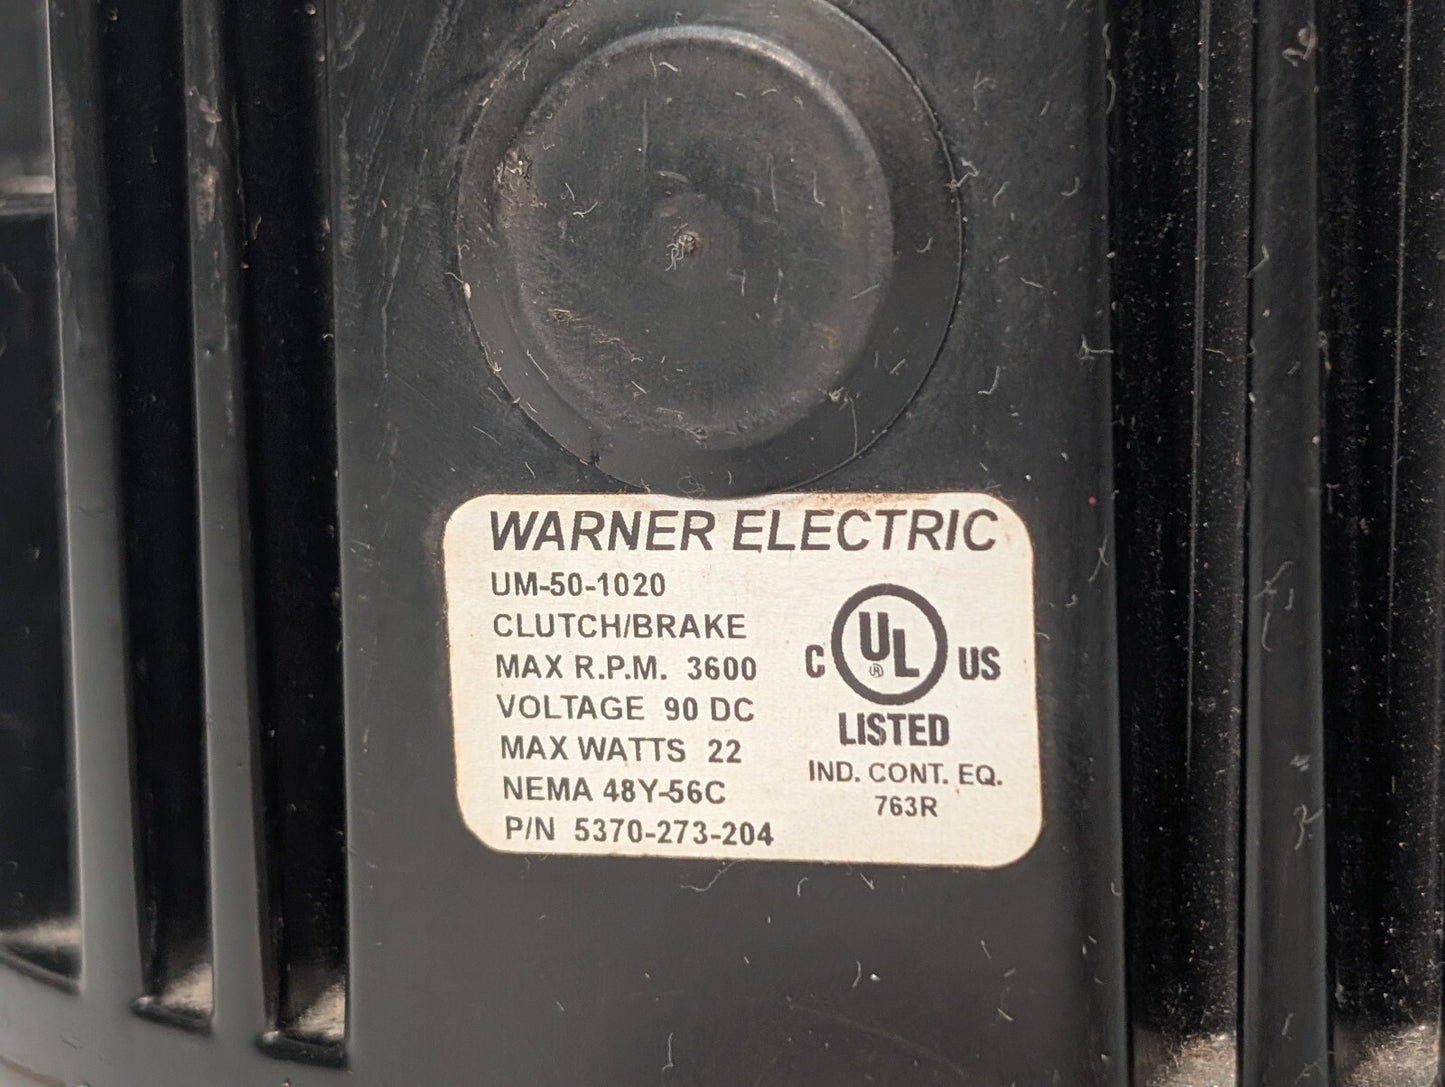 WARNER ELECTRIC
UM-50-1020
CLUTCH/BRAKE
MAX R.P.M. 3600
VOLTAGE 90 DC
MAX WATTS 22
NEMA 48Y-56C
P/N 5370-273-204
C UL® US
LISTED
IND. CONT. EQ.
763R